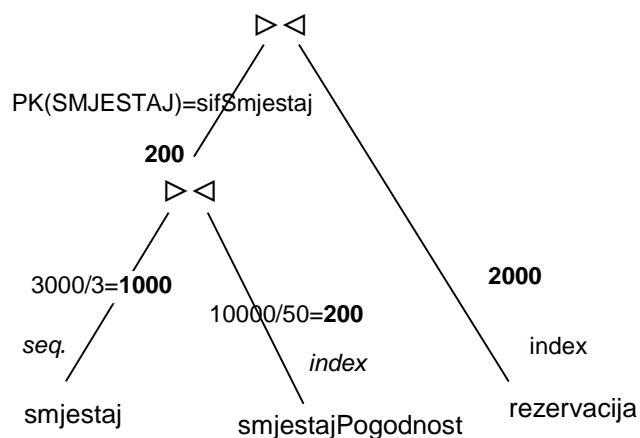 PK(SMJESTAJ)=sifSmjestaj
200
3000/3=1000
2000
10000/50=200
seq.
index
index
smjestaj
smjestajPogodnost
rezervacija